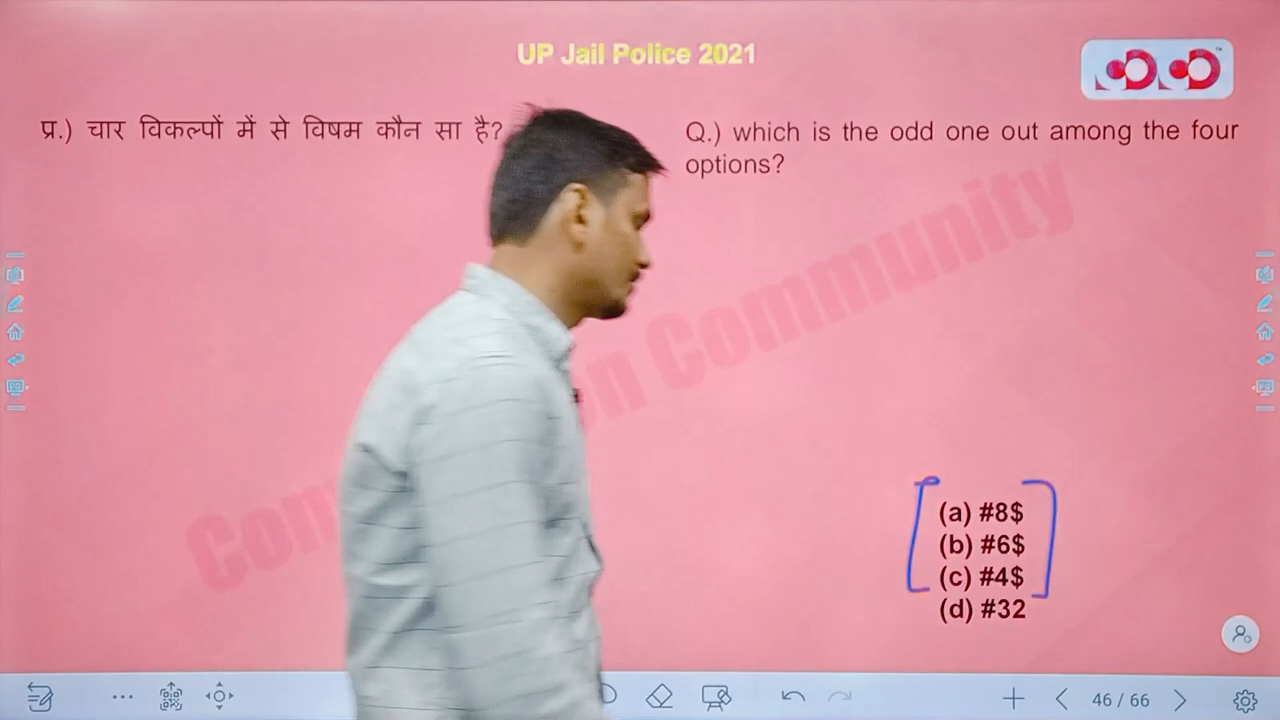 UP Jail Police 2021
प्र.) चार विकल्पों में से विषम कौन सा है?
Q.) which is the odd one out among the four
options?
Community
(a) #8$
(b) #6$
(c) #4$
(d) #32
46 / 66